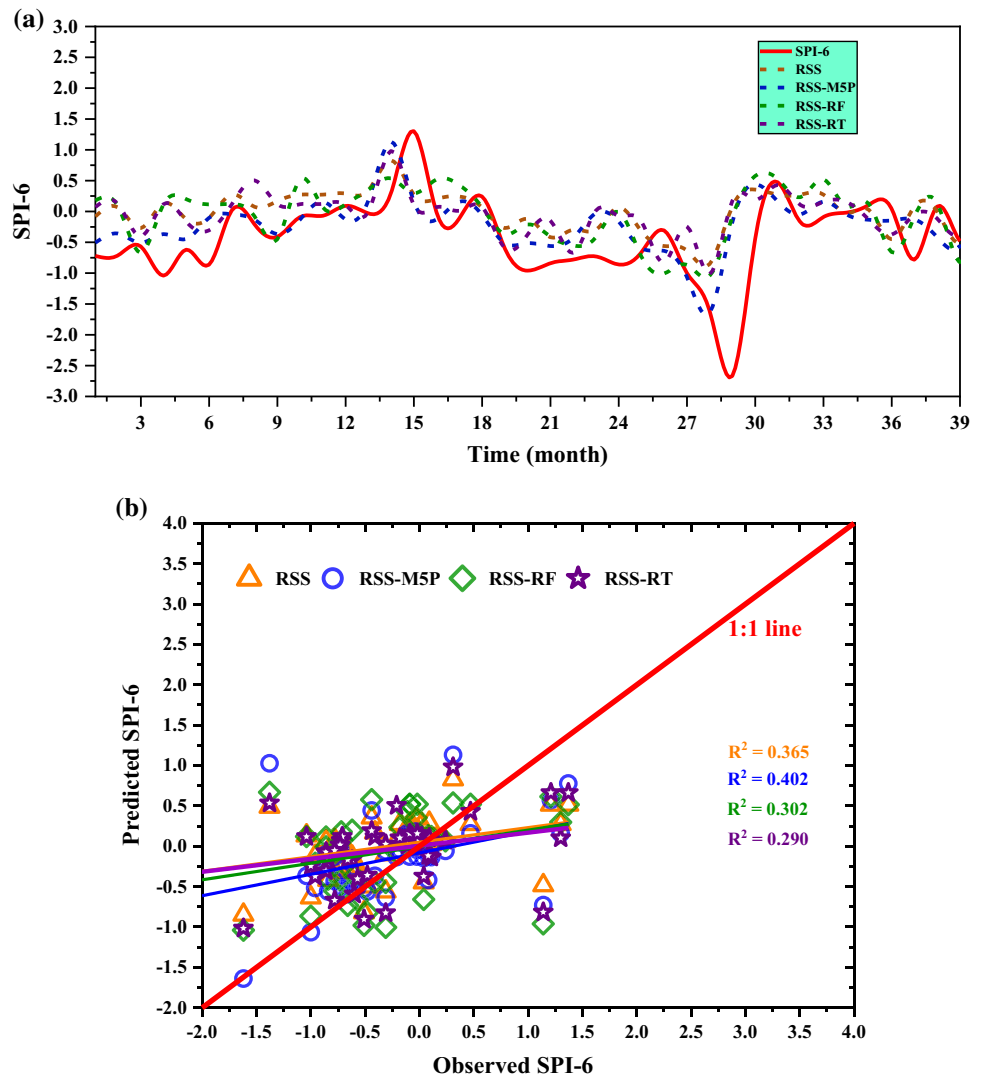 (a)
3.0
2.5
2.0
1.5
1.0
0.5
0.0
-0.5
-1.0
-1.5
-2.0
-2.5
-3.0
SPI-6
SPI-6
RSS
RSS-M5P
RSS-RF
RSS-RT
3 6 9 12 15 18 21 24 27 30 33 36 39
Time (month)
(b)
4.0
3.5
3.0
2.5
2.0
1.5
1.0
0.5
0.0
-0.5
-1.0
-1.5
-2.0
Predicted SPI-6
RSS RSS-M5P RSS-RF RSS-RT
1:1 line
R² = 0.365
R² = 0.402
R² = 0.302
R² = 0.290
-2.0 -1.5 -1.0 -0.5 0.0 0.5 1.0 1.5 2.0 2.5 3.0 3.5 4.0
Observed SPI-6